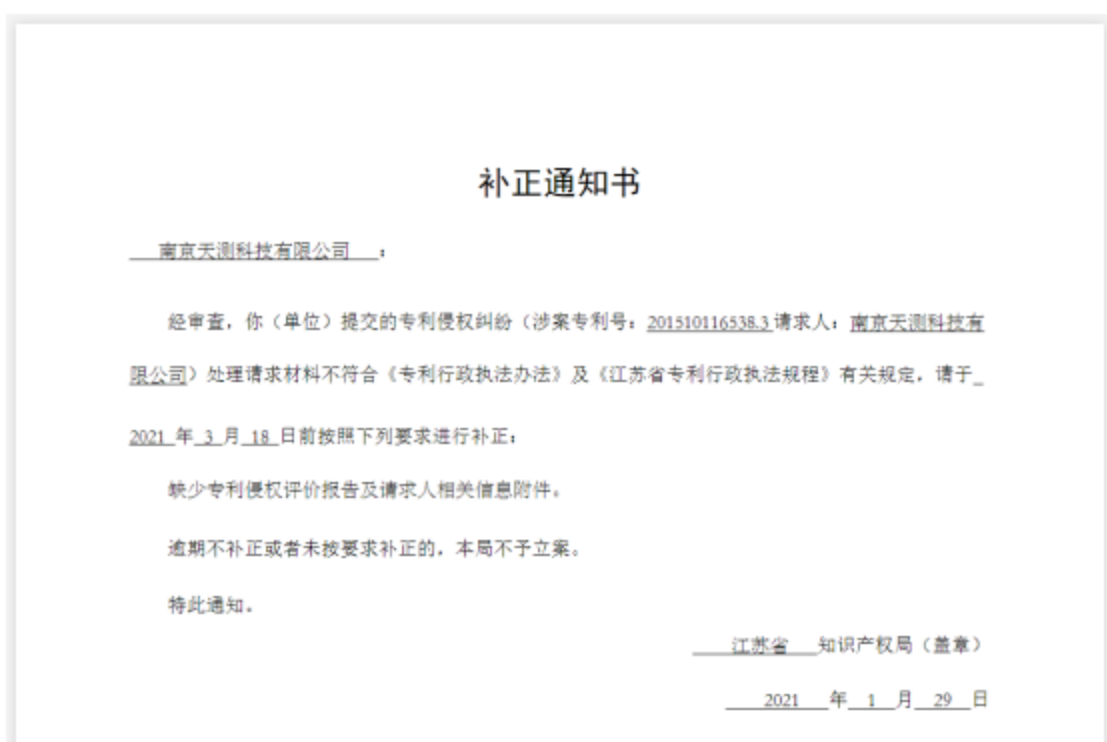 补正通知书
南京天测科技有限公司:
经审查,你(单位)提交的专利侵权纠纷(涉案专利号:201510116538.3请求人:南京天测科技有
限公司)处理请求材料不符合《专利行政执法办法》及《江苏省专利行政执法规程》有关规定,请于
2021 年 3 月 18 日前按照下列要求进行补正:
缺少专利侵权评价报告及请求人相关信息附件。
逾期不补正或者未按要求补正的,本局不予立案。
特此通知。
江苏省 知识产权局(盖章)
2021 年 1 月 29 日